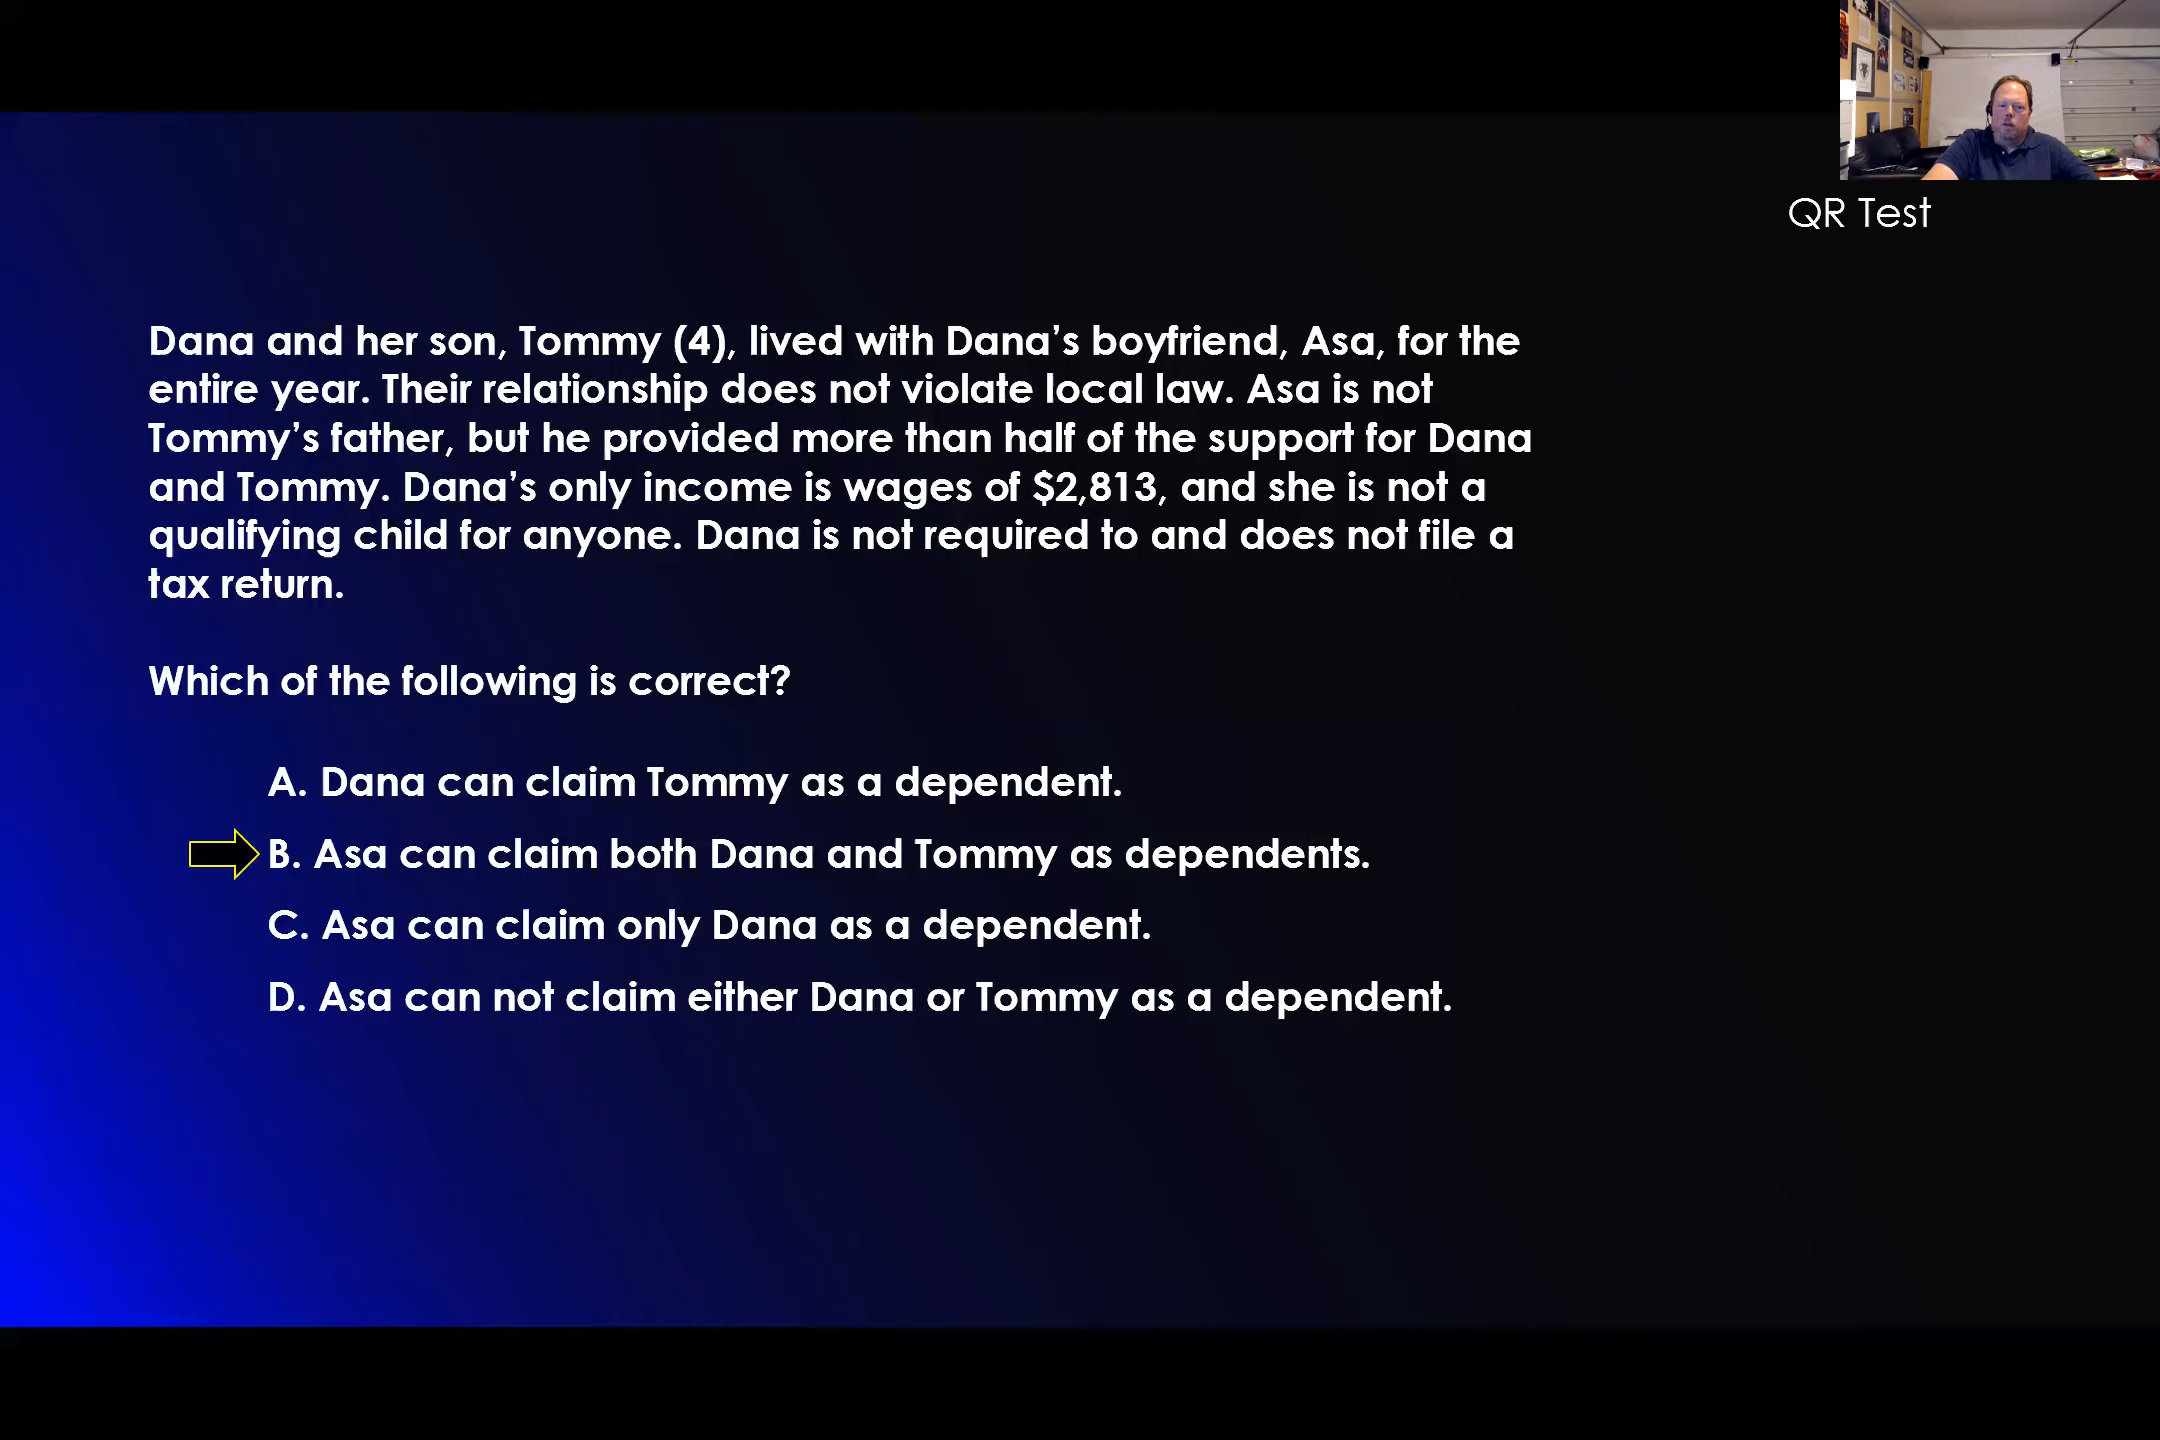 QR Test
Dana and her son, Tommy (4), lived with Dana’s boyfriend, Asa, for the
entire year. Their relationship does not violate local law. Asa is not
Tommy’s father, but he provided more than half of the support for Dana
and Tommy. Dana’s only income is wages of $2,813, and she is not a
qualifying child for anyone. Dana is not required to and does not file a
tax return.
Which of the following is correct?
A. Dana can claim Tommy as a dependent.
B. Asa can claim both Dana and Tommy as dependents.
C. Asa can claim only Dana as a dependent.
D. Asa can not claim either Dana or Tommy as a dependent.